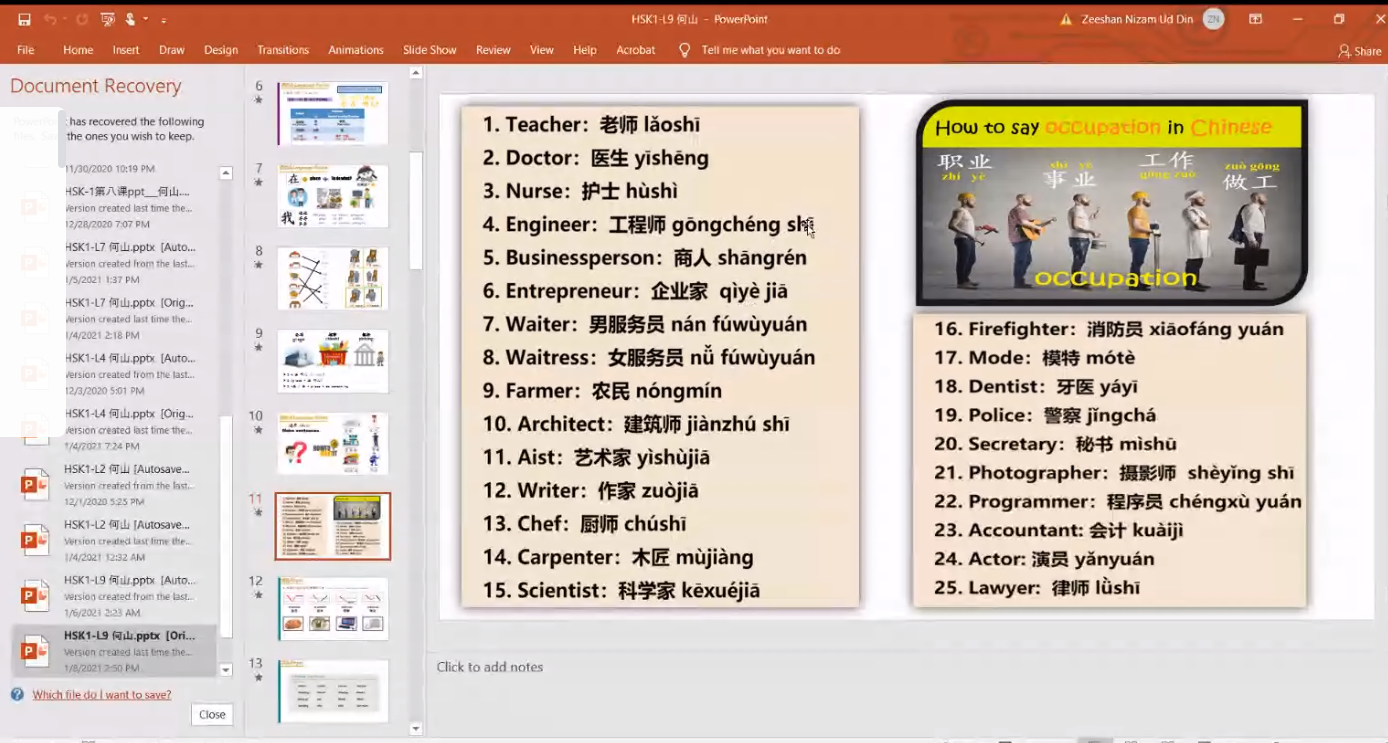 HSK1-L9 何山 - PowerPoint
Zeeshan Nizam Ud Din
ZN
File Home Insert Draw Design Transitions Animations Slide Show Review View Help Acrobat Tell me what you want to do
Share
Document Recovery
has recovered the following
the ones you wish to keep.
11/30/2020 10:19 PM
HSK-1第八课ppt__何山....
Version created last time the...
12/28/2020 7:07 PM
HSK1-L7 何山.pptx [Auto...
Version created from the last...
1/5/2021 1:37 PM
HSK1-L7 何山.pptx [Orig...
Version created last time the...
1/4/2021 2:18 PM
HSK1-L4 何山.pptx [Auto...
Version created from the last...
12/3/2020 5:01 PM
HSK1-L4 何山.pptx [Orig...
Version created last time the...
1/4/2021 7:24 PM
HSK1-L2 何山 [Autosave...
Version created from the last...
12/1/2020 5:25 PM
HSK1-L2 何山 [Autosave...
Version created from the last...
1/4/2021 12:32 AM
HSK1-L9 何山.pptx [Auto...
Version created from the last...
1/6/2021 2:23 AM
HSK1-L9 何山.pptx [Ori...
Version created last time the...
1/8/2021 2:50 PM
Which file do I want to save?
Close
6
7
在
我
8
9
10
11
12
13
1. Teacher: 老师 lǎoshī
2. Doctor: 医生 yīshēng
3. Nurse: 护士 hùshì
4. Engineer: 工程师 gōngchéng shī
5. Businessperson: 商人 shāngrén
6. Entrepreneur: 企业家 qìyè jiā
7. Waiter: 男服务员 nán fúwùyuán
8. Waitress: 女服务员 nǚ fúwùyuán
9. Farmer: 农民 nóngmín
10. Architect: 建筑师 jiànzhú shī
11. Aist: 艺术家 yìshùjiā
12. Writer: 作家 zuòjiā
13. Chef: 厨师 chúshī
14. Carpenter: 木匠 mùjiàng
15. Scientist: 科学家 kēxuéjiā
How to say occupation in Chinese
职业
zhí yè
shì yè
事业
工作
gōng zuò
zuò gōng
做工
occupation
16. Firefighter: 消防员 xiāofáng yuán
17. Mode: 模特 mótè
18. Dentist: 牙医 yáyī
19. Police: 警察 jǐngchá
20. Secretary: 秘书 mìshū
21. Photographer: 摄影师 shèyǐng shī
22. Programmer: 程序员 chéngxù yuán
23. Accountant: 会计 kuàijì
24. Actor: 演员 yǎnyuán
25. Lawyer: 律师 lǜshī
Click to add notes